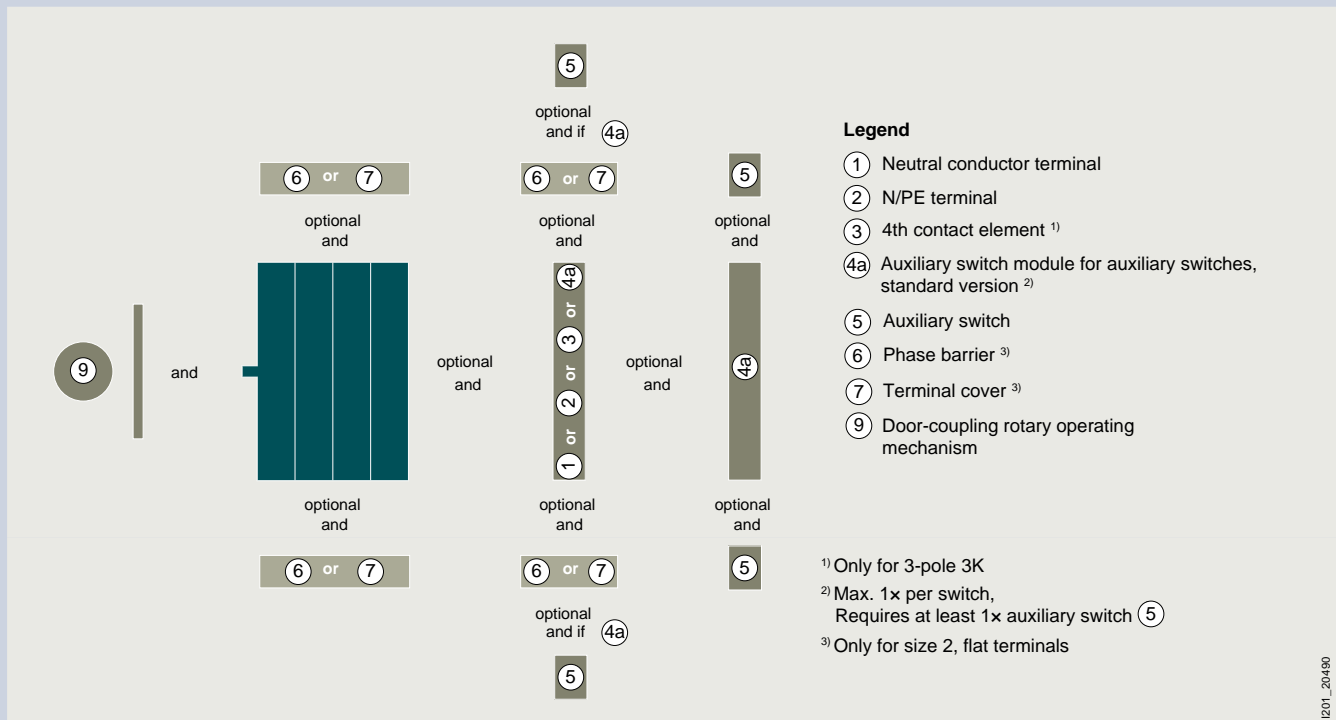 5
optional
and if 4a
6 or 7
6 or 7
5
optional
and
optional
and
optional
and
9
and
optional
and
1 or 2 or 3 or 4a
optional
and
4a
optional
and
optional
and
optional
and
6 or 7
6 or 7
5
optional
and if 4a
5
Legend
1 Neutral conductor terminal
2 N/PE terminal
3 4th contact element 1)
4a Auxiliary switch module for auxiliary switches,
standard version 2)
5 Auxiliary switch
6 Phase barrier 3)
7 Terminal cover 3)
9 Door-coupling rotary operating
mechanism
1) Only for 3-pole 3K
2) Max. 1x per switch,
Requires at least 1x auxiliary switch 5
3) Only for size 2, flat terminals
I201_20490